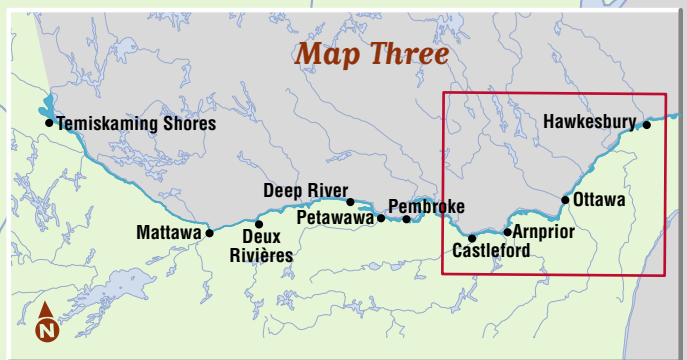 Map Three
Temiskaming Shores
Hawkesbury
Deep River
Pembroke
Ottawa
Petawawa
Mattawa
Deux
Rivières
Arnprior
Castleford
N